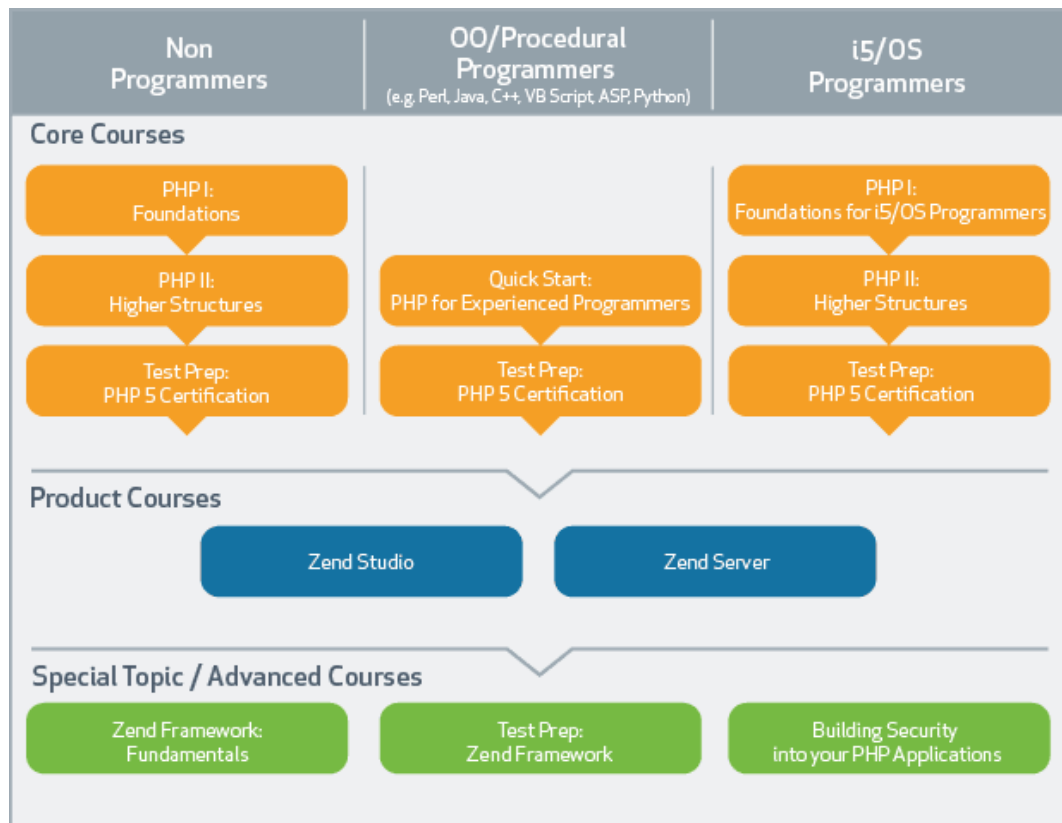 Non
Programmers
OO/Procedural
Programmers
(e.g. Perl, Java, C++, VB Script, ASP, Python)
i5/OS
Programmers
Core Courses
PHP I:
Foundations
PHP I:
Foundations for i5/OS Programmers
PHP II:
Higher Structures
Quick Start:
PHP for Experienced Programmers
PHP II:
Higher Structures
Test Prep:
PHP 5 Certification
Test Prep:
PHP 5 Certification
Test Prep:
PHP 5 Certification
Product Courses
Zend Studio
Zend Server
Special Topic / Advanced Courses
Zend Framework:
Fundamentals
Test Prep:
Zend Framework
Building Security
into your PHP Applications